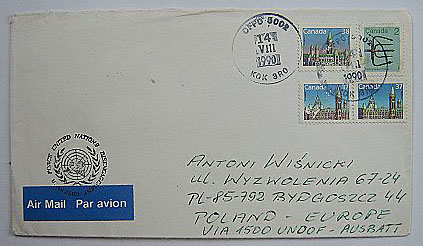 CFPO 5002
14
VIII
1990
K0K 3R0
Canada 38
Canada 2
1990
Canada 37
Canada 37
UNITED NATIONS DISENGAGEMENT
FORCE
Air Mail Par avion
ANTONI WIŚNICKI
UL. WYZWOLENIA 67-24
PL-85-792 BYDGOSZCZ 44
POLAND - EUROPE
VIA 1500 UNDOF - AUSBATT